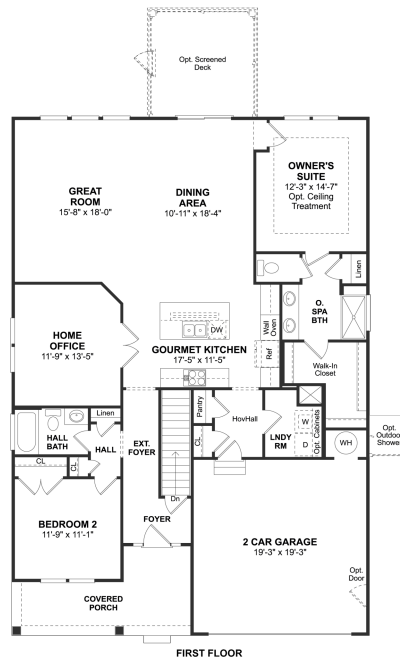 Opt. Screened
Deck
OWNER'S
SUITE
12'-3" x 14'-7"
Opt. Ceiling
Treatment
GREAT
ROOM
15'-8" x 18'-0"
DINING
AREA
10'-11" x 18'-4"
Linen
O.
SPA
BTH
DW
Wall
Oven
Ref
HOME
OFFICE
11'-9" x 13'-5"
GOURMET KITCHEN
17'-5" x 11'-5"
Walk-In
Closet
Linen
Pantry
HovHall
CL
LNDY
RM
W
D
Opt. Cabinets
WH
Opt.
Outdoor
Shower
HALL
BATH
HALL
EXT.
FOYER
CL
CL
Dn
FOYER
BEDROOM 2
11'-9" x 11'-1"
2 CAR GARAGE
19'-3" x 19'-3"
Opt.
Door
COVERED
PORCH
FIRST FLOOR